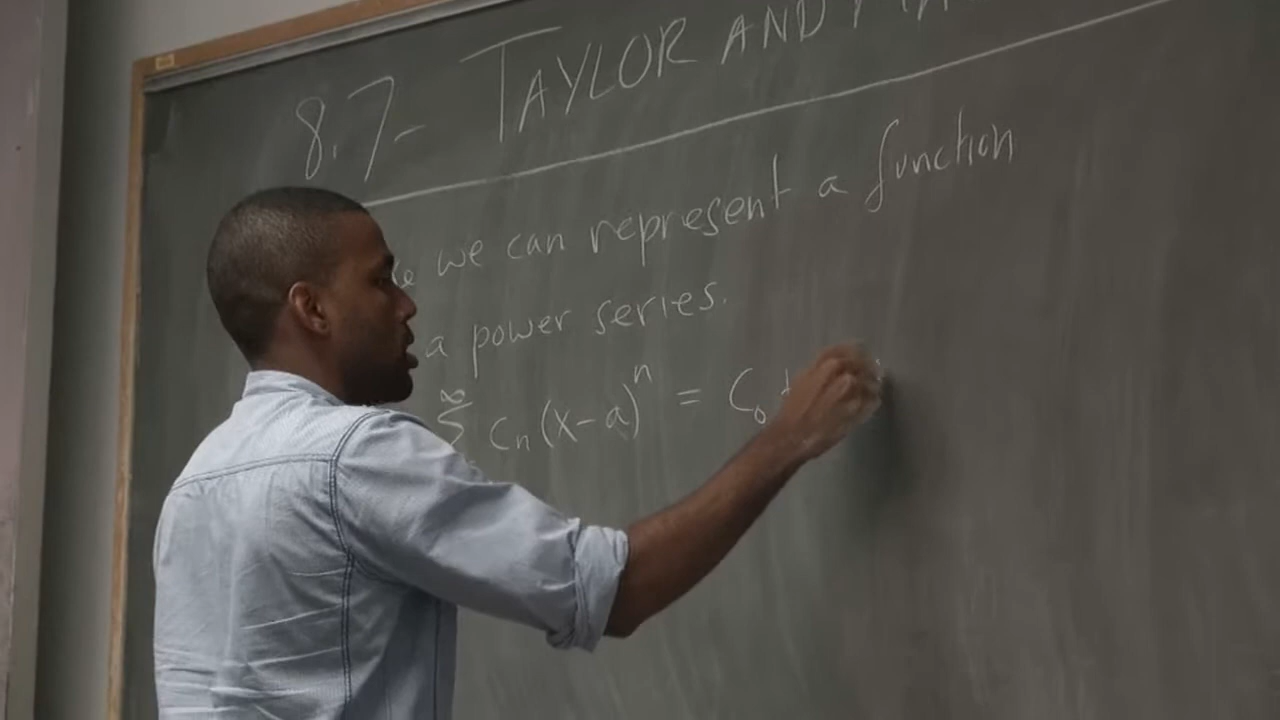 8.7- TAYLOR AND
we can represent a function
a power series.
∞
∑ cₙ(x-a)ⁿ = C₀ +